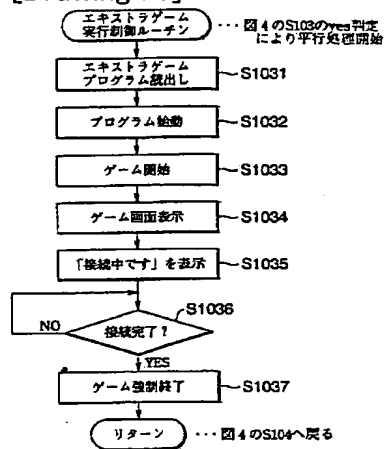 エキストラゲーム
実行制御ルーチン
・・・図4のS103のyes判定
により平行処理開始
エキストラゲーム
プログラム読出し
S1031
プログラム始動
S1032
ゲーム開始
S1033
ゲーム画面表示
S1034
「接続中です」を表示
S1035
S1036
接続完了?
NO
YES
ゲーム強制終了
S1037
リターン
・・・図4のS104へ戻る